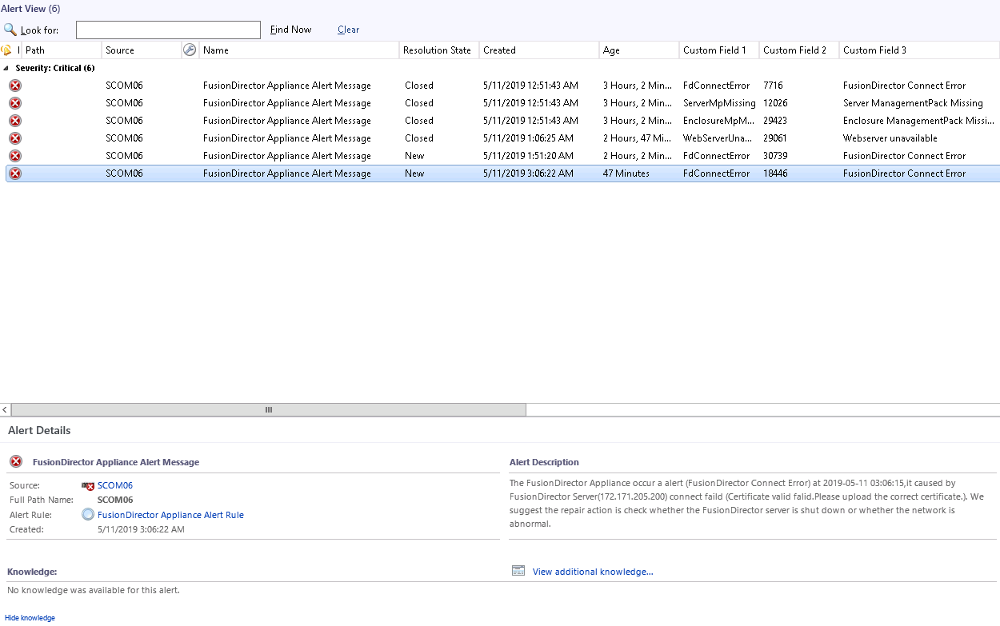 Alert View (6)
Look for: Find Now Clear
Path Source Name Resolution State Created Age Custom Field 1 Custom Field 2 Custom Field 3
Severity: Critical (6)
SCOM06 FusionDirector Appliance Alert Message Closed 5/11/2019 12:51:43 AM 3 Hours, 2 Min... FdConnectError 7716 FusionDirector Connect Error
SCOM06 FusionDirector Appliance Alert Message Closed 5/11/2019 12:51:43 AM 3 Hours, 2 Min... ServerMpMissing 12026 Server ManagementPack Missing
SCOM06 FusionDirector Appliance Alert Message Closed 5/11/2019 12:51:43 AM 3 Hours, 2 Min... EnclosureMpM... 29423 Enclosure ManagementPack Missi...
SCOM06 FusionDirector Appliance Alert Message Closed 5/11/2019 1:06:25 AM 2 Hours, 47 Mi... WebServerUna... 29061 Webserver unavailable
SCOM06 FusionDirector Appliance Alert Message New 5/11/2019 1:51:20 AM 2 Hours, 2 Min... FdConnectError 30739 FusionDirector Connect Error
SCOM06 FusionDirector Appliance Alert Message New 5/11/2019 3:06:22 AM 47 Minutes FdConnectError 18446 FusionDirector Connect Error
Alert Details
FusionDirector Appliance Alert Message
Source: SCOM06
Full Path Name: SCOM06
Alert Rule: FusionDirector Appliance Alert Rule
Created: 5/11/2019 3:06:22 AM
Alert Description
The FusionDirector Appliance occur a alert (FusionDirector Connect Error) at 2019-05-11 03:06:15,it caused by
FusionDirector Server(172.171.205.200) connect faild (Certificate valid falid.Please upload the correct certificate.). We
suggest the repair action is check whether the FusionDirector server is shut down or whether the network is
abnormal.
Knowledge:
View additional knowledge...
No knowledge was available for this alert.
Hide knowledge